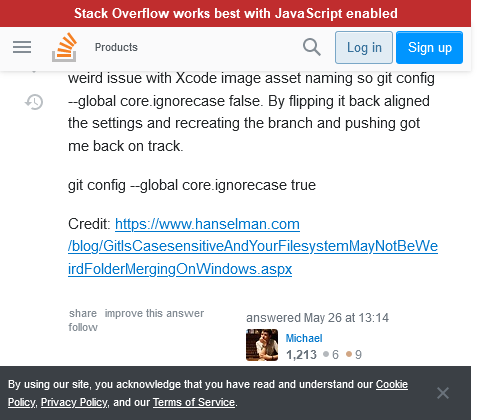 Stack Overflow works best with JavaScript enabled
Products
Log in
Sign up
weird issue with Xcode image asset naming so git config
--global core.ignorecase false. By flipping it back aligned
the settings and recreating the branch and pushing got
me back on track.
git config --global core.ignorecase true
Credit: https://www.hanselman.com
/blog/GitIsCasesensitiveAndYourFilesystemMayNotBeWe
irdFolderMergingOnWindows.aspx
share improve this answer
follow
answered May 26 at 13:14
Michael
1,213 6 9
By using our site, you acknowledge that you have read and understand our Cookie
Policy, Privacy Policy, and our Terms of Service.